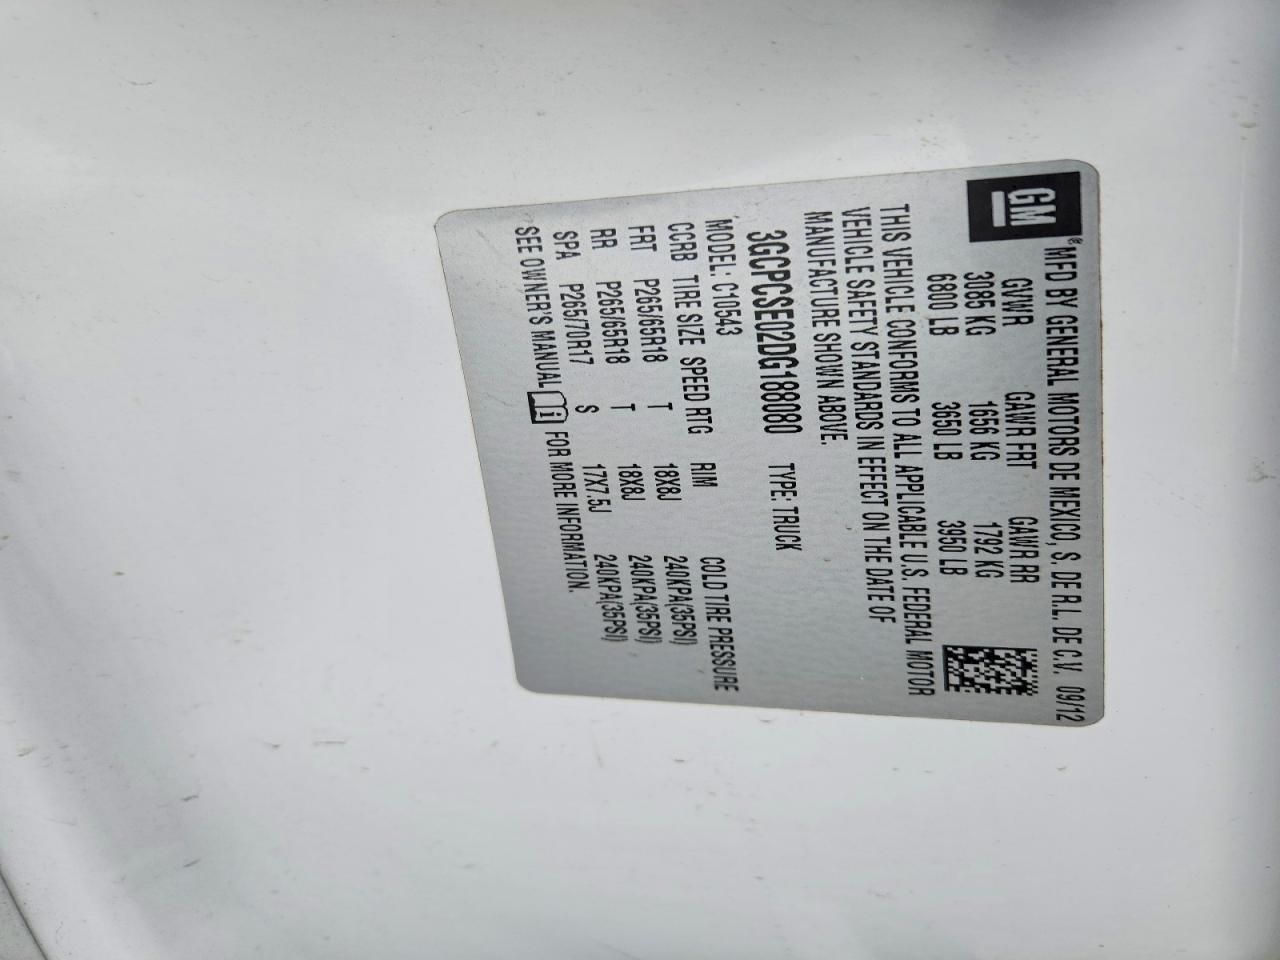 GM
® MFD BY GENERAL MOTORS DE MEXICO, S. DE R.L. DE C.V. 09/12
GVWR GAWR FRT GAWR RR
3085 KG 1656 KG 1792 KG
6800 LB 3650 LB 3950 LB
THIS VEHICLE CONFORMS TO ALL APPLICABLE U.S. FEDERAL MOTOR
VEHICLE SAFETY STANDARDS IN EFFECT ON THE DATE OF
MANUFACTURE SHOWN ABOVE.
3GCPCSE02DG188080 TYPE: TRUCK
MODEL: C10543
CCRB TIRE SIZE SPEED RTG RIM COLD TIRE PRESSURE
FRT P265/65R18 T 18X8J 240KPA(35PSI)
RR P265/65R18 T 18X8J 240KPA(35PSI)
SPA P265/70R17 S 17X7.5J 240KPA(35PSI)
SEE OWNER'S MANUAL FOR MORE INFORMATION.